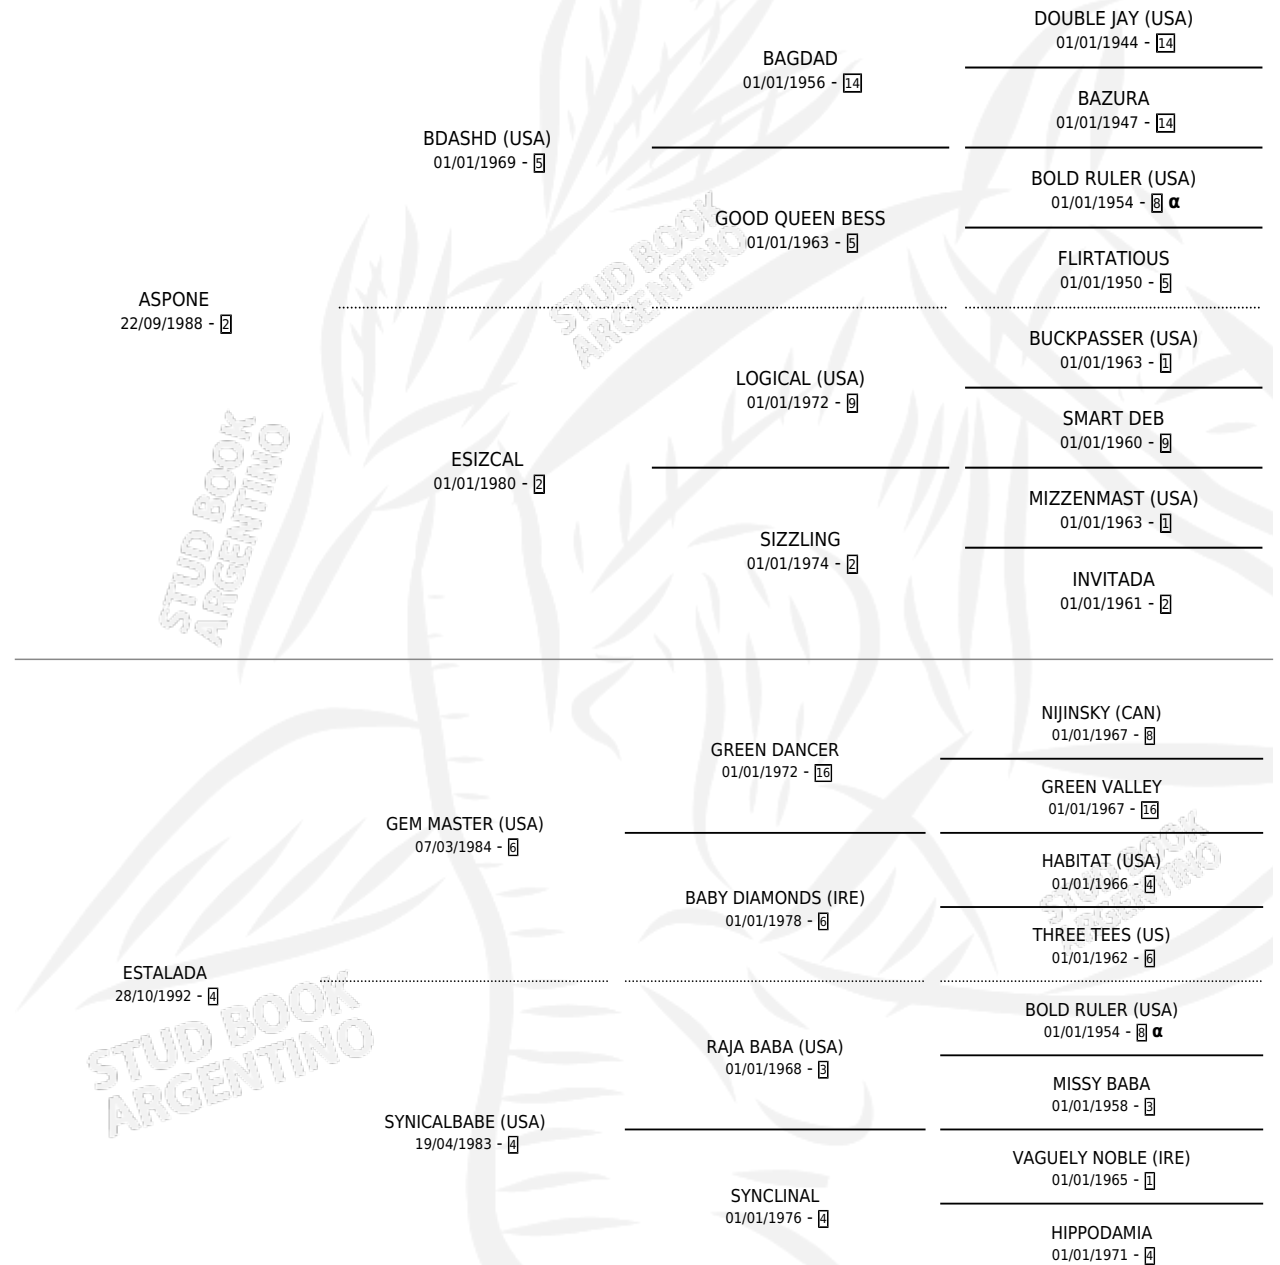 DOUBLE JAY (USA)
01/01/1944 - 14
BAGDAD
01/01/1956 - 14
BAZURA
01/01/1947 - 14
BDASHD (USA)
01/01/1969 - 5
BOLD RULER (USA)
01/01/1954 - 8 α
GOOD QUEEN BESS
01/01/1963 - 5
FLIRTATIOUS
01/01/1950 - 5
ASPONE
22/09/1988 - 2
BUCKPASSER (USA)
01/01/1963 - 1
LOGICAL (USA)
01/01/1972 - 9
SMART DEB
01/01/1960 - 9
ESIZCAL
01/01/1980 - 2
MIZZENMAST (USA)
01/01/1963 - 1
SIZZLING
01/01/1974 - 2
INVITADA
01/01/1961 - 2
NIJINSKY (CAN)
01/01/1967 - 8
GREEN DANCER
01/01/1972 - 16
GREEN VALLEY
01/01/1967 - 16
GEM MASTER (USA)
07/03/1984 - 6
HABITAT (USA)
01/01/1966 - 4
BABY DIAMONDS (IRE)
01/01/1978 - 6
THREE TEES (US)
01/01/1962 - 6
ESTALADA
28/10/1992 - 4
BOLD RULER (USA)
01/01/1954 - 8 α
RAJA BABA (USA)
01/01/1968 - 3
MISSY BABA
01/01/1958 - 3
SYNICALBABE (USA)
19/04/1983 - 4
VAGUELY NOBLE (IRE)
01/01/1965 - 1
SYNCLINAL
01/01/1976 - 4
HIPPODAMIA
01/01/1971 - 4
STUD BOOK
ARGENTINO
STUD BOOK
ARGENTINO
STUD BOOK
ARGENTINO
STUD BOOK
ARGENTINO